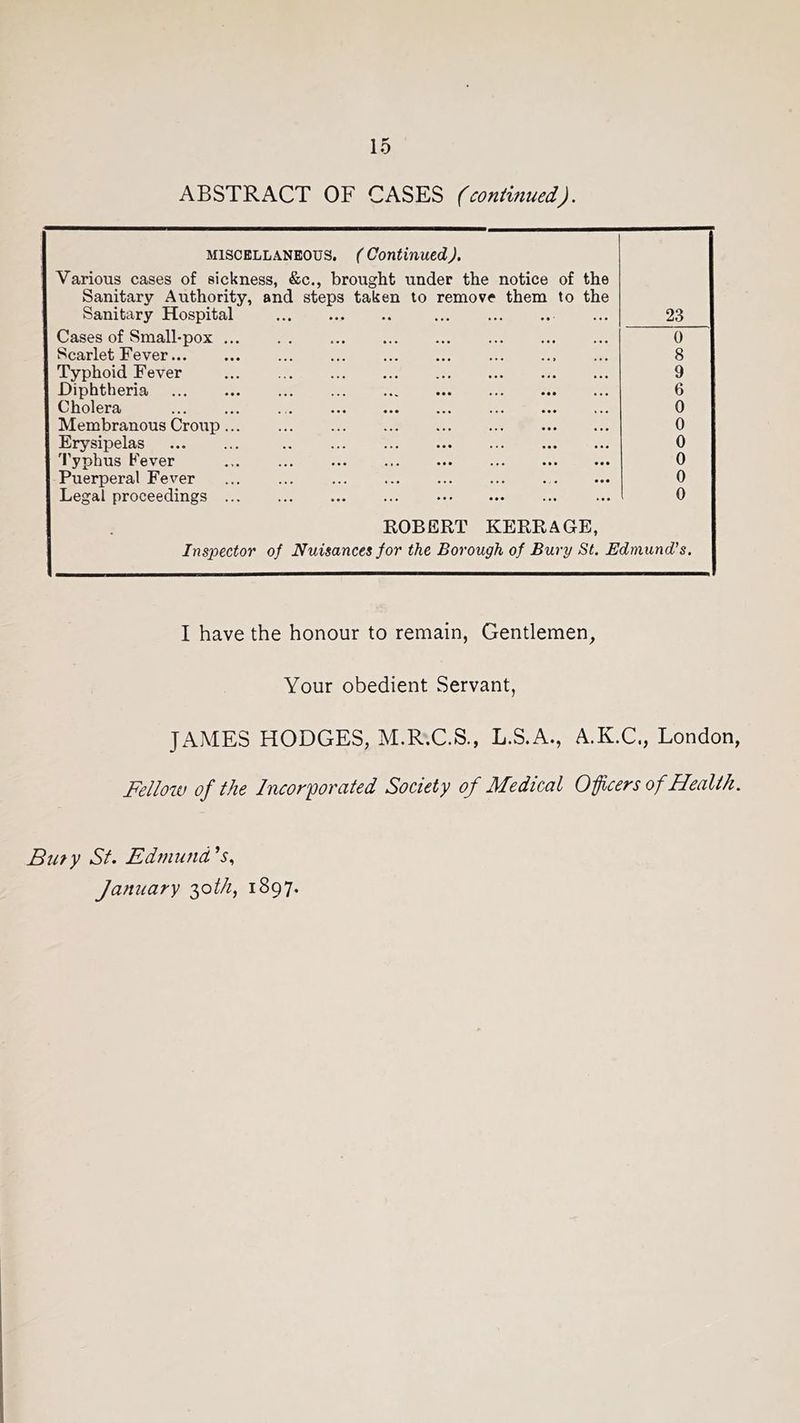 15
ABSTRACT OF CASES (continued).
MISCELLANEOUS. (Continued).
Various cases of sickness, &c., brought under the notice of the
Sanitary Authority, and steps taken to remove them to the
Sanitary Hospital ... ... .. ... ... .. ... 23
Cases of Small-pox ... . . ... ... ... ... ... ... 0
Scarlet Fever... ... ... ... ... ... ... ... ... 8
Typhoid Fever ... ... ... ... ... ... ... ... 9
Diphtheria ... ... ... ... ... ... ... ... ... 6
Cholera ... ... ... ... ... ... ... ... ... 0
Membranous Croup ... ... ... ... ... ... ... ... 0
Erysipelas ... ... .. ... ... ... ... ... ... 0
Typhus Fever ... ... ... ... ... ... ... ... 0
Puerperal Fever ... ... ... ... ... ... ... ... 0
Legal proceedings ... ... ... ... ... ... ... ... 0
ROBERT KERRAGE,
Inspector of Nuisances for the Borough of Bury St. Edmund's.
I have the honour to remain, Gentlemen,
Your obedient Servant,
JAMES HODGES, M.R.C.S., L.S.A., A.K.C., London,
Fellow of the Incorporated Society of Medical Officers of Health.
Bury St. Edmund's,
January 30th, 1897.